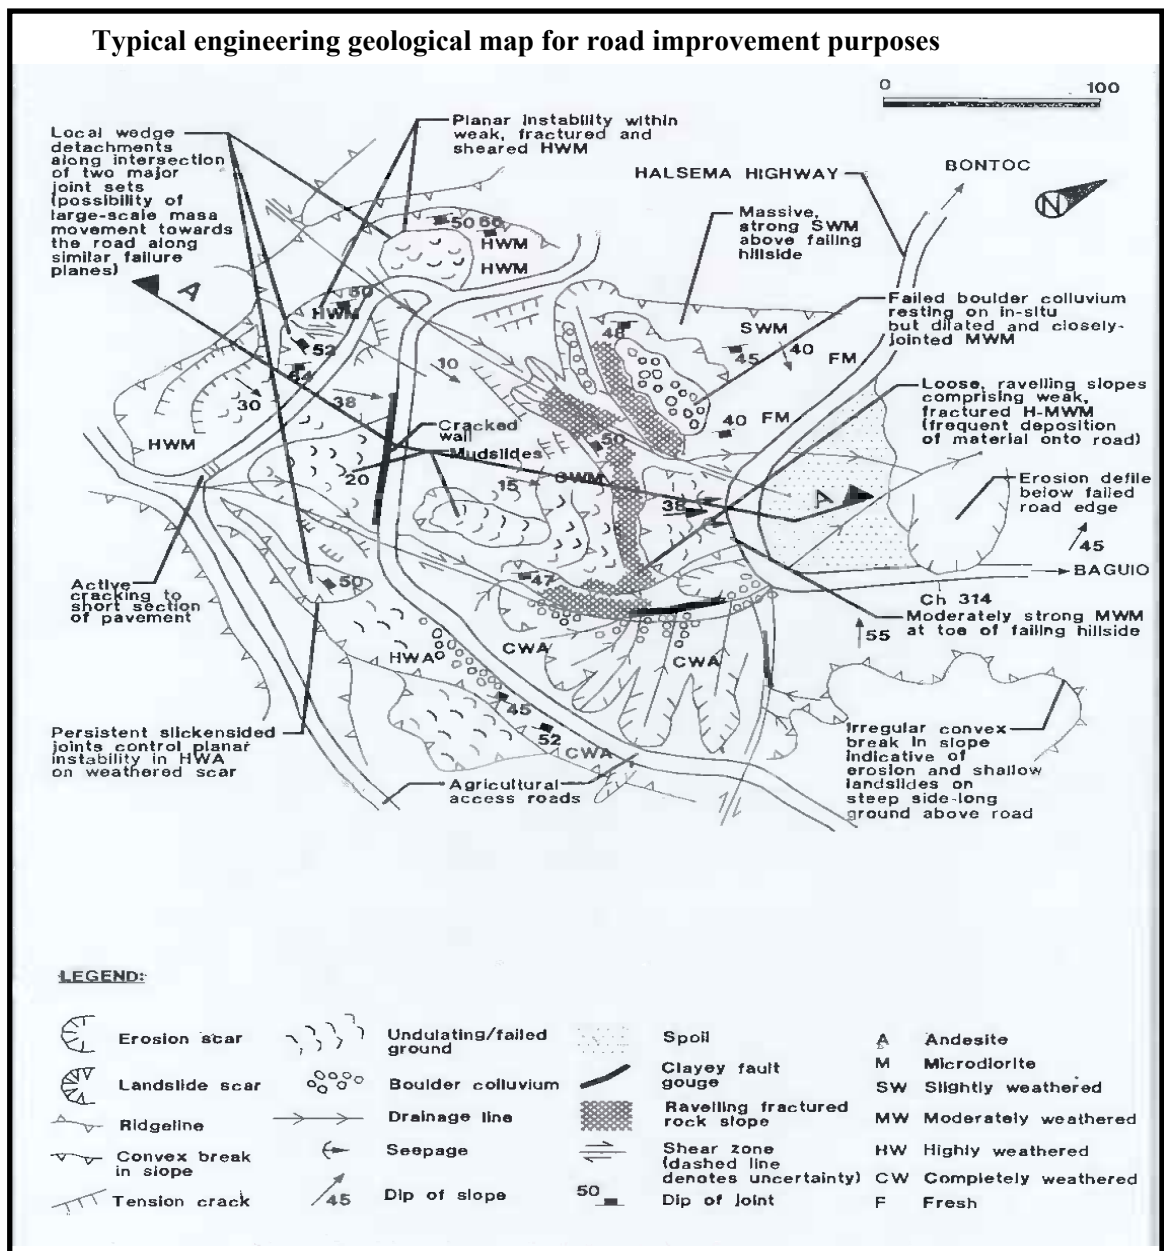 Typical engineering geological map for road improvement purposes
0 100
Local wedge
detachments
along intersection
of two major
joint sets
(possibility of
large-scale masa
movement towards
the road along
similar failure
planes)
Planar instability within
weak, fractured and
sheared HWM
HALSEMA HIGHWAY
BONTOC
N
Massive,
strong SWM
above failing
hillside
50 66
HWM
HWM
A
50
HWM
52
64
30
HWM
38
10
48
SWM
45
40
FM
40
FM
Failed boulder colluvium
resting on in-situ
but dilated and closely-
jointed MWM
Loose, ravelling slopes
comprising weak,
fractured H-MWM
(frequent deposition
of material onto road)
Cracked
wall
Mudslides
50
20
15
38
A
Erosion defile
below failed
road edge
45
BAGUIO
Ch 314
Active
cracking to
short section
of pavement
50
47
Moderately strong MWM
at toe of failing hillside
55
HWA
CWA
CWA
45
52
CWA
Persistent slickensided
joints control planar
instability in HWA
on weathered scar
Agricultural
access roads
Irregular convex
break in slope
indicative of
erosion and shallow
landslides on
steep side-long
ground above road
LEGEND:
Erosion scar
Landslide scar
Ridgeline
Convex break
in slope
Tension crack
Undulating/failed
ground
Boulder colluvium
Drainage line
Seepage
45
Dip of slope
Spoil
Clayey fault
gouge
Ravelling fractured
rock slope
Shear zone
(dashed line
denotes uncertainty)
50
Dip of joint
A Andesite
M Microdiorite
SW Slightly weathered
MW Moderately weathered
HW Highly weathered
CW Completely weathered
F Fresh